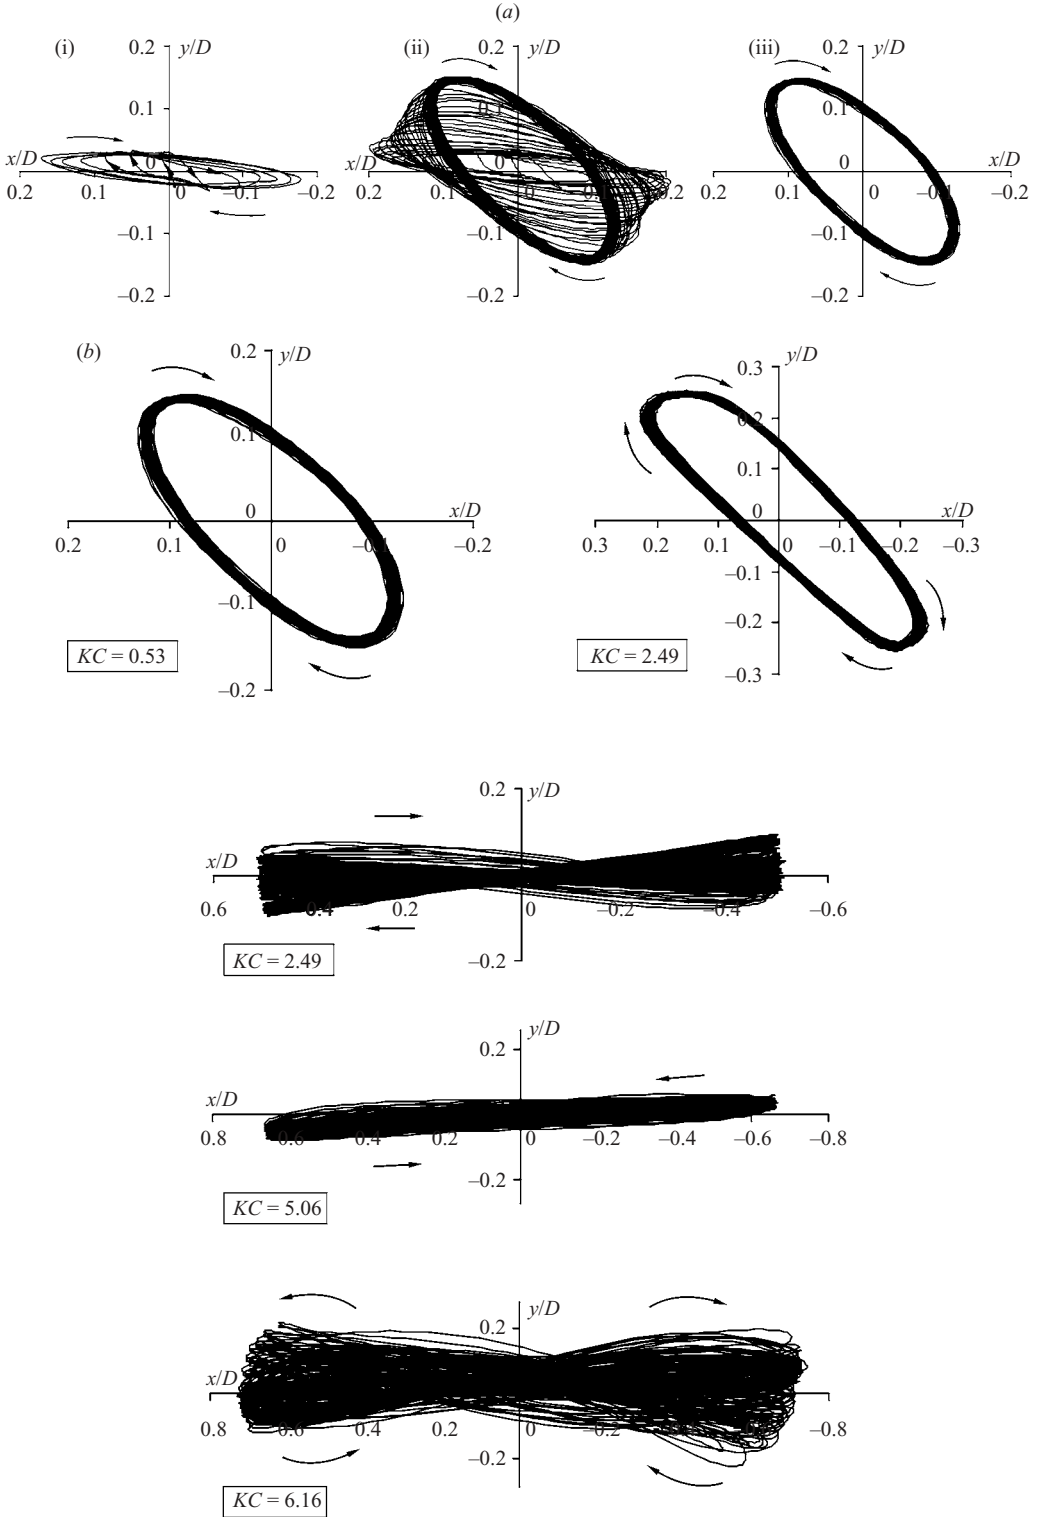 (a)
(i) 0.2 y/D
0.1
x/D 0
0.2 0.1 0 –0.1 –0.2
–0.1
–0.2
(ii) 0.2 y/D
0.1
x/D 0
0.2 0.1 0 –0.1 –0.2
–0.1
–0.2
(iii) 0.2 y/D
0.1
0 x/D
0.2 0.1 0 –0.1 –0.2
–0.1
–0.2
(b) 0.2 y/D
0.1
0 x/D
0.2 0.1 0 –0.1 –0.2
–0.1
KC = 0.53
–0.2
y/D
0.3
0.2
0.1
0 x/D
0.3 0.2 0.1 0 –0.1 –0.2 –0.3
–0.1
–0.2
KC = 2.49
–0.3
0.2 y/D
x/D
0.6 0.4 0.2 0 –0.2 –0.4 –0.6
KC = 2.49
–0.2
y/D
0.2
x/D
0.8 0.6 0.4 0.2 0 –0.2 –0.4 –0.6 –0.8
–0.2
KC = 5.06
y/D
0.2
x/D
0.8 0.6 0.4 0.2 0 –0.2 –0.4 –0.6 –0.8
–0.2
KC = 6.16